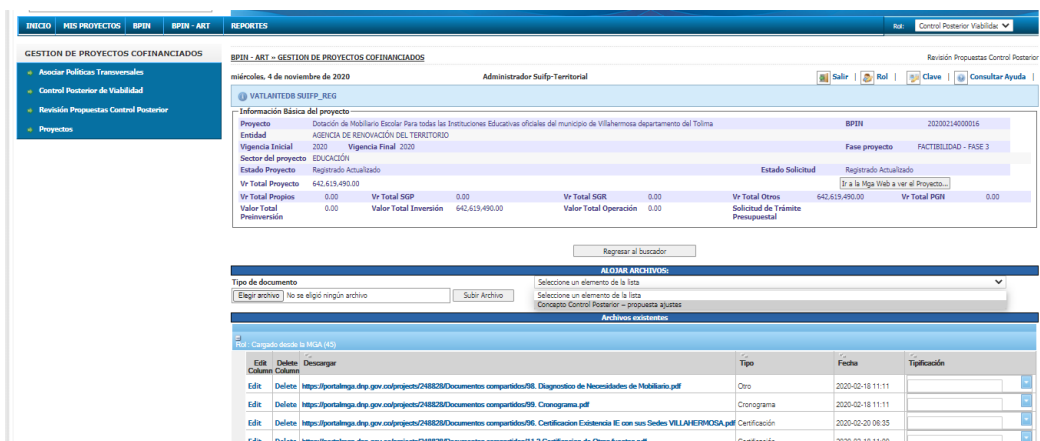 INICIO MIS PROYECTOS BPIN BPIN - ART REPORTES Rol: Control Posterior Viabilidac
GESTION DE PROYECTOS COFINANCIADOS
Asociar Políticas Transversales
Control Posterior de Viabilidad
Revisión Propuestas Control Posterior
Proyectos
BPIN - ART » GESTION DE PROYECTOS COFINANCIADOS Revisión Propuestas Control Posterior
miércoles, 4 de noviembre de 2020 Administrador Suifp-Territorial Salir | Rol | Clave | Consultar Ayuda |
VATLANTEDB SUIFP_REG
Información Básica del proyecto
Proyecto Dotación de Mobiliario Escolar Para todas las Instituciones Educativas oficiales del municipio de Villahermosa departamento del Tolima BPIN 20200214000016
Entidad AGENCIA DE RENOVACIÓN DEL TERRITORIO
Vigencia Inicial 2020 Vigencia Final 2020 Fase proyecto FACTIBILIDAD - FASE 3
Sector del proyecto EDUCACIÓN
Estado Proyecto Registrado Actualizado Estado Solicitud Registrado Actualizado
Vr Total Proyecto 642,619,490.00 Ir a la Mga Web a ver el Proyecto...
Vr Total Propios 0.00 Vr Total SGP 0.00 Vr Total SGR 0.00 Vr Total Otros 642,619,490.00 Vr Total PGN 0.00
Valor Total Preinversión 0.00 Valor Total Inversión 642,619,490.00 Valor Total Operación 0.00 Solicitud de Trámite Presupuestal
Regresar al buscador
ALOJAR ARCHIVOS:
Tipo de documento Seleccione un elemento de la lista
Elegir archivo No se eligió ningún archivo Subir Archivo Seleccione un elemento de la lista
Concepto Control Posterior – propuesta ajustes
Archivos existentes
Rol : Cargado desde la MGA (45)
Edit Column Delete Column Descargar Tipo Fecha Tipificación
Edit Delete https://portalmga.dnp.gov.co/projects/248828/Documentos compartidos/98. Diagnostico de Necesidades de Mobiliario.pdf Otro 2020-02-18 11:11
Edit Delete https://portalmga.dnp.gov.co/projects/248828/Documentos compartidos/99. Cronograma.pdf Cronograma 2020-02-18 11:11
Edit Delete https://portalmga.dnp.gov.co/projects/248828/Documentos compartidos/96. Certificacion Existencia IE con sus Sedes VILLAHERMOSA.pdf Certificación 2020-02-20 06:35